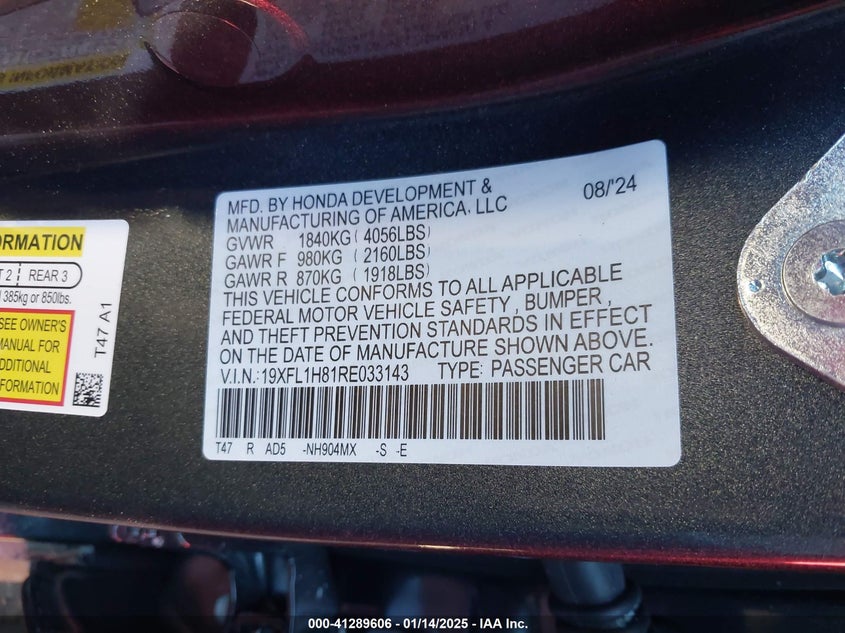 MFD. BY HONDA DEVELOPMENT &
MANUFACTURING OF AMERICA, LLC
08/'24
GVWR 1840KG ( 4056LBS)
GAWR F 980KG ( 2160LBS)
GAWR R 870KG ( 1918LBS)
THIS VEHICLE CONFORMS TO ALL APPLICABLE
FEDERAL MOTOR VEHICLE SAFETY , BUMPER ,
AND THEFT PREVENTION STANDARDS IN EFFECT
ON THE DATE OF MANUFACTURE SHOWN ABOVE.
V.I.N.:19XFL1H81RE033143 TYPE: PASSENGER CAR
T47 R AD5 -NH904MX -S -E
ORMATION
T 2 REAR 3
385kg or 850lbs.
SEE OWNER'S
MANUAL FOR
ADDITIONAL
NFORMATION
T47 A1
000-41289606 - 01/14/2025 - IAA Inc.